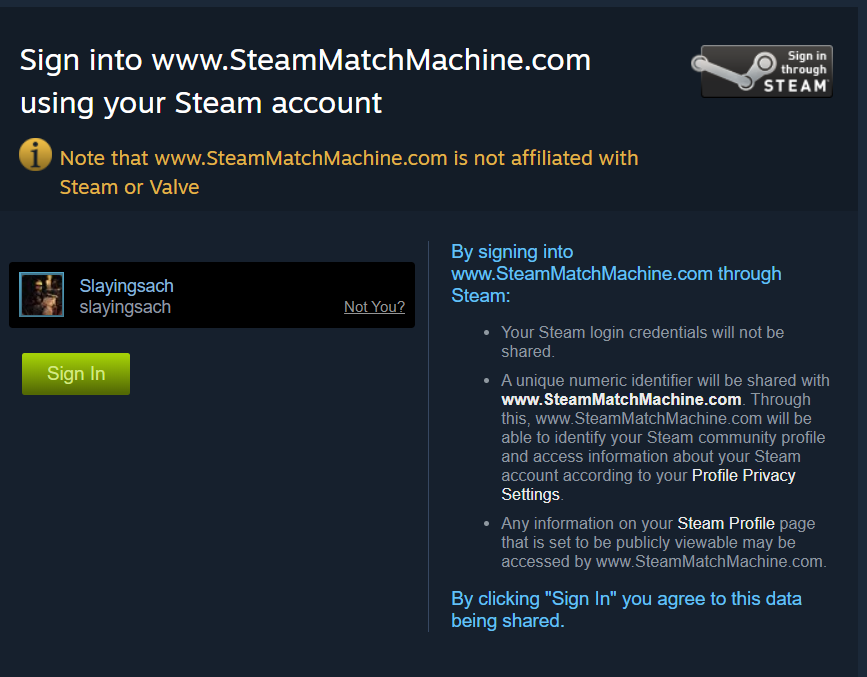 Sign into www.SteamMatchMachine.com
using your Steam account
Sign in
through
STEAM™
i
Note that www.SteamMatchMachine.com is not affiliated with
Steam or Valve
Slayingsach
slayingsach
Not You?
Sign In
By signing into
www.SteamMatchMachine.com through
Steam:
• Your Steam login credentials will not be
shared.
• A unique numeric identifier will be shared with
www.SteamMatchMachine.com. Through
this, www.SteamMatchMachine.com will be
able to identify your Steam community profile
and access information about your Steam
account according to your Profile Privacy
Settings.
• Any information on your Steam Profile page
that is set to be publicly viewable may be
accessed by www.SteamMatchMachine.com.
By clicking "Sign In" you agree to this data
being shared.